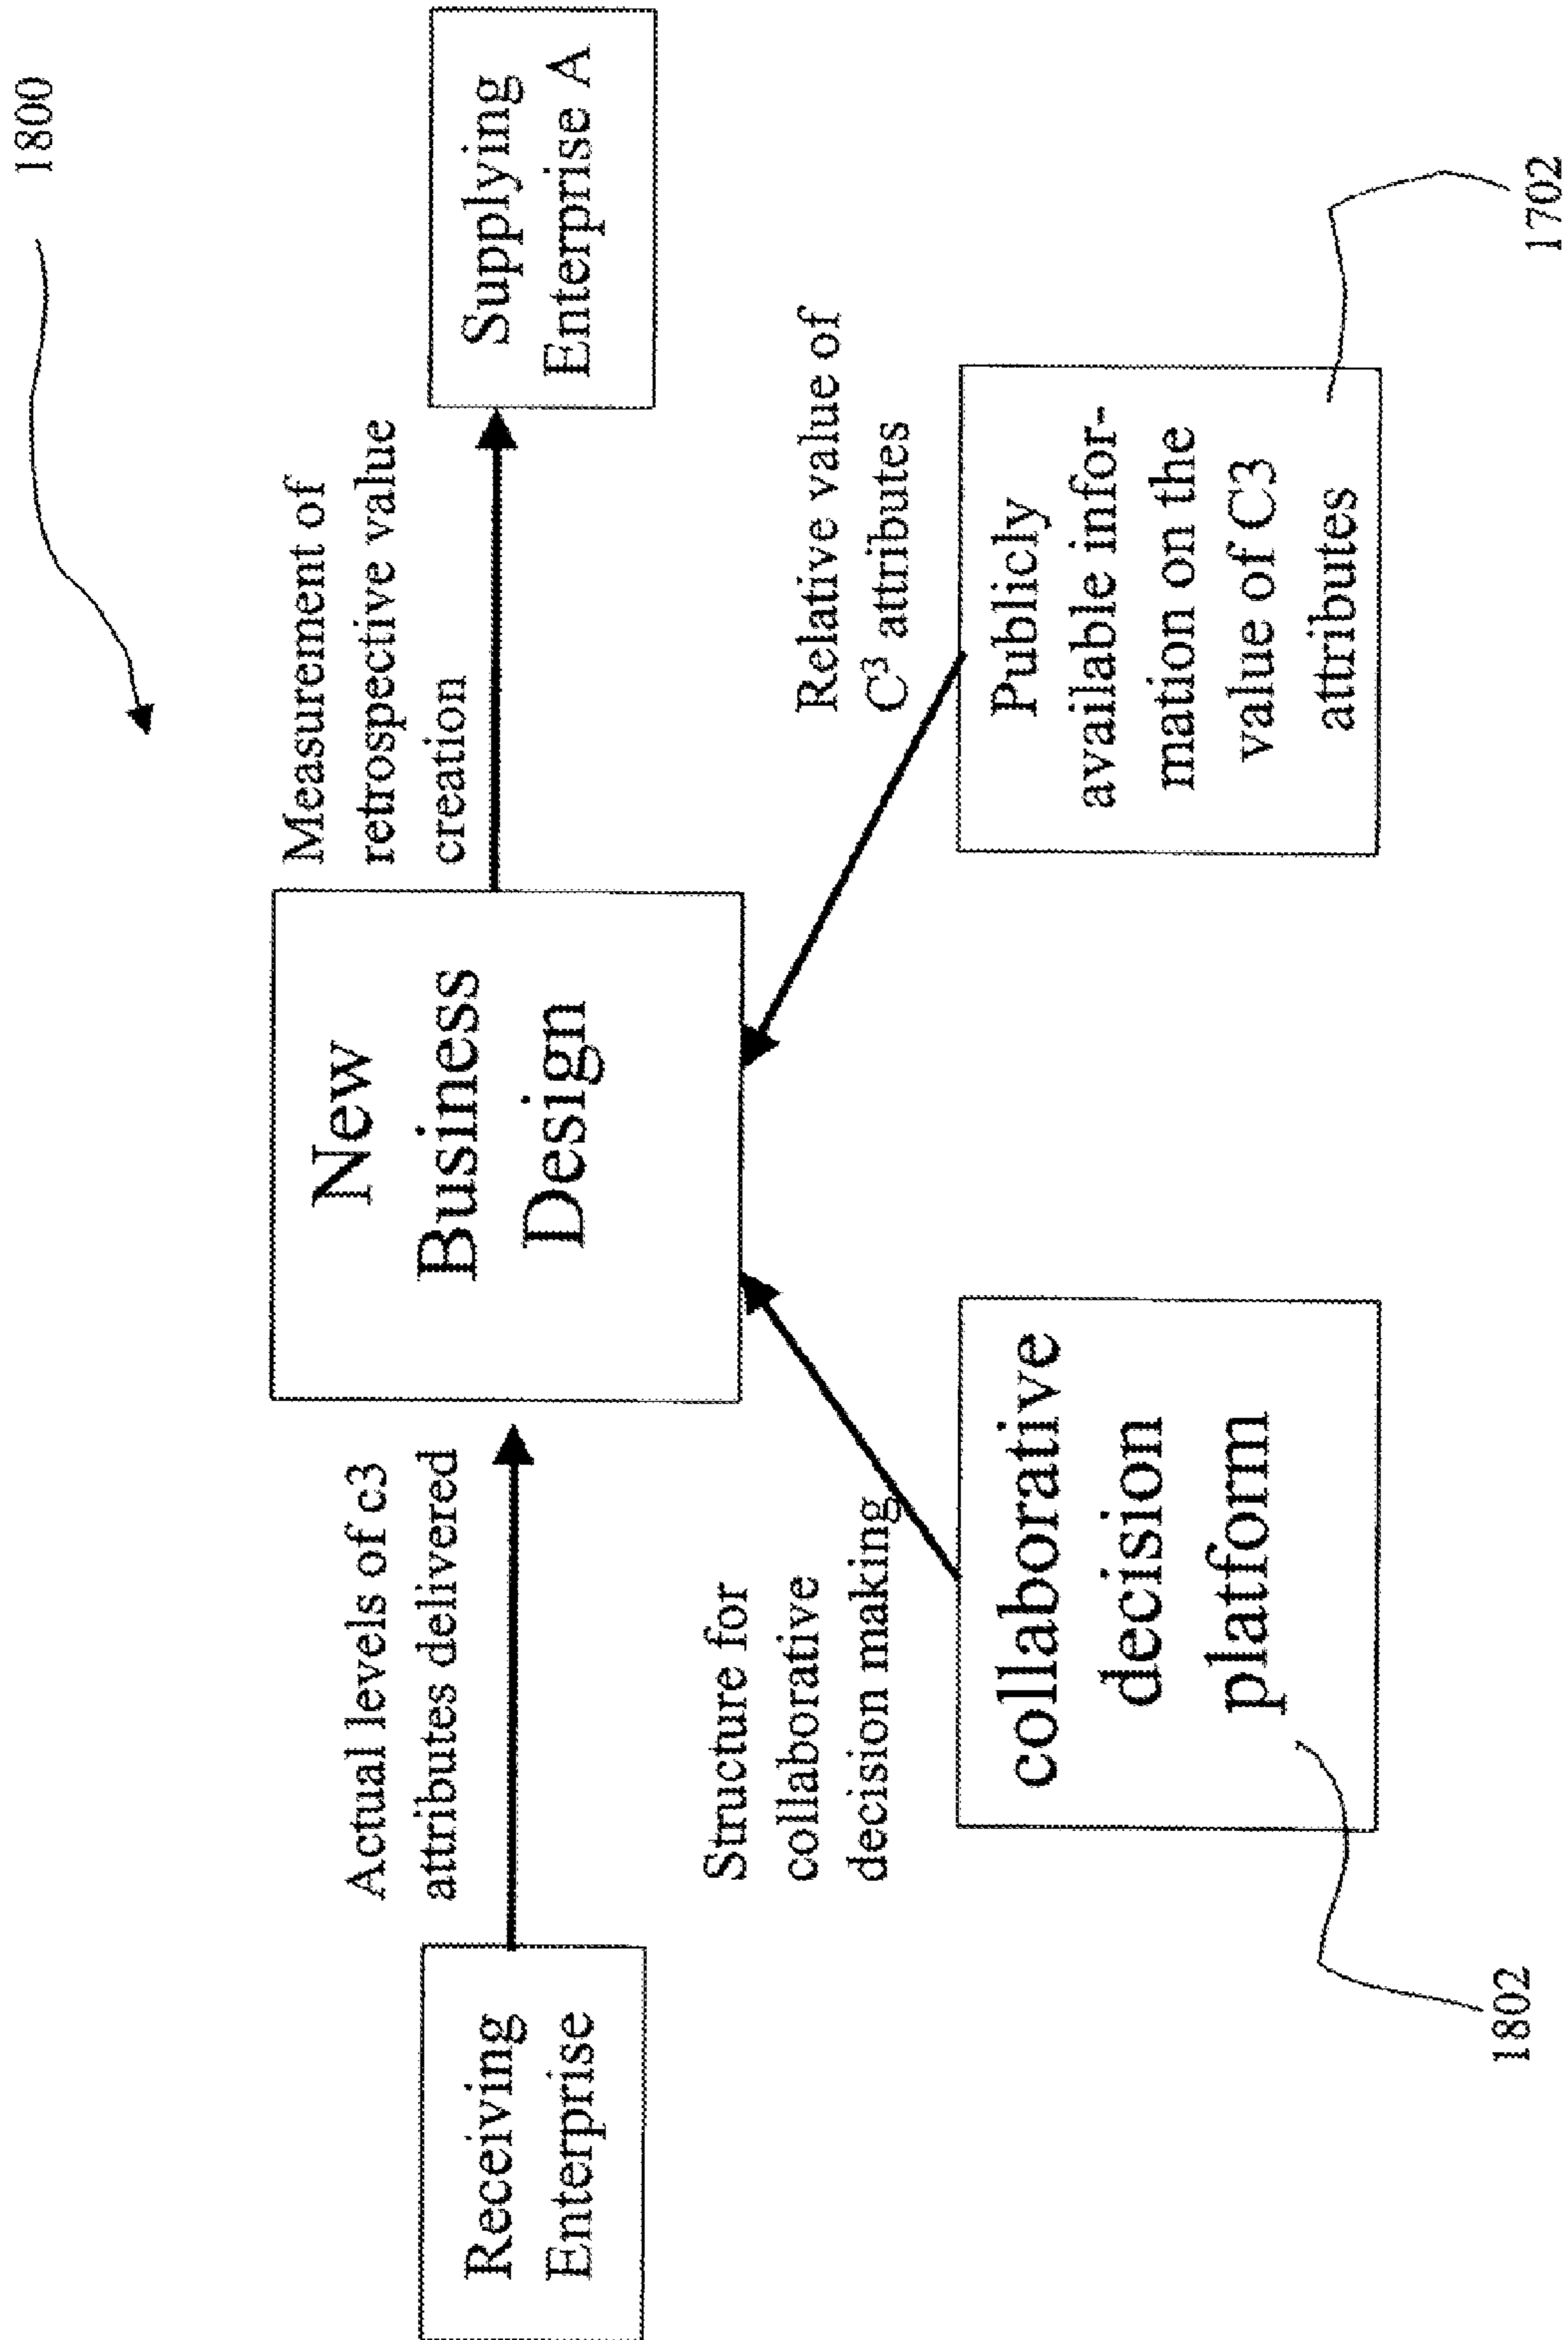 1800
Measurement of
retrospective value
creation
Actual levels of c3
attributes delivered
Receiving
Enterprise
New
Business
Design
Supplying
Enterprise A
Structure for
collaborative
decision making
Relative value of
C³ attributes
collaborative
decision
platform
Publicly
available infor-
mation on the
value of C3
attributes
1802
1702